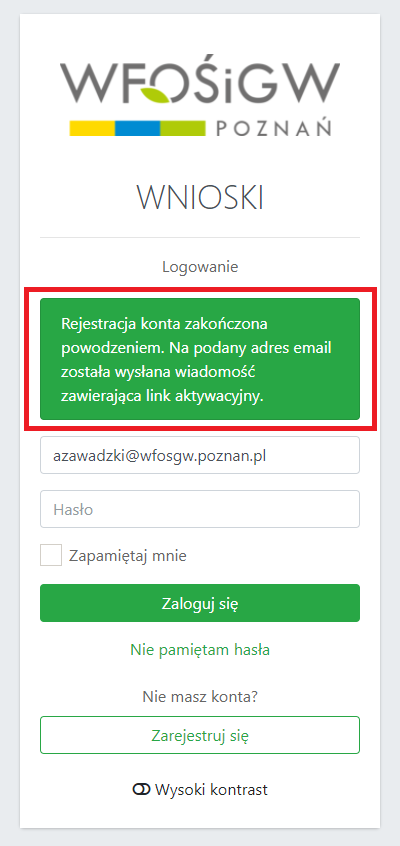 WFOŚiGW
POZNAŃ
WNIOSKI
Logowanie
Rejestracja konta zakończona
powodzeniem. Na podany adres email
została wysłana wiadomość
zawierająca link aktywacyjny.
azawadzki@wfosgw.poznan.pl
Hasło
Zapamiętaj mnie
Zaloguj się
Nie pamiętam hasła
Nie masz konta?
Zarejestruj się
Wysoki kontrast